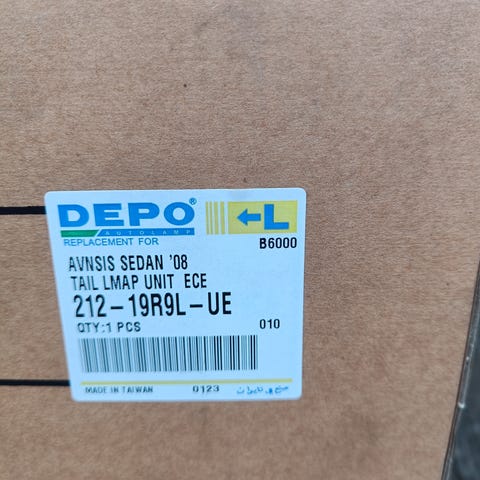 DEPO®
AUTOLAMP
←L
REPLACEMENT FOR
B6000
AVNSIS SEDAN '08
TAIL LMAP UNIT ECE
212-19R9L-UE
QTY:1 PCS
010
MADE IN TAIWAN
0123